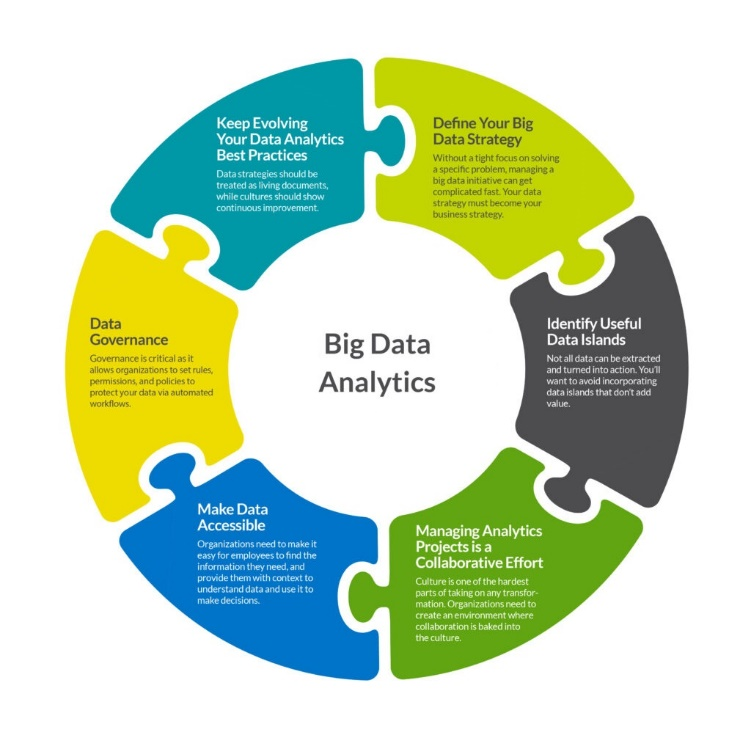 Keep Evolving
Your Data Analytics
Best Practices
Data strategies should be
treated as living documents,
while cultures should show
continuous improvement.
Define Your Big
Data Strategy
Without a tight focus on solving
a specific problem, managing a
big data initiative can get
complicated fast. Your data
strategy must become your
business strategy.
Identify Useful
Data Islands
Not all data can be extracted
and turned into action. You'll
want to avoid incorporating
data islands that don't add
value.
Managing Analytics
Projects is a
Collaborative Effort
Culture is one of the hardest
parts of taking on any transfor-
mation. Organizations need to
create an environment where
collaboration is baked into
the culture.
Make Data
Accessible
Organizations need to make it
easy for employees to find the
information they need, and
provide them with context to
understand data and use it to
make decisions.
Data
Governance
Governance is critical as it
allows organizations to set rules,
permissions, and policies to
protect your data via automated
workflows.
Big Data
Analytics